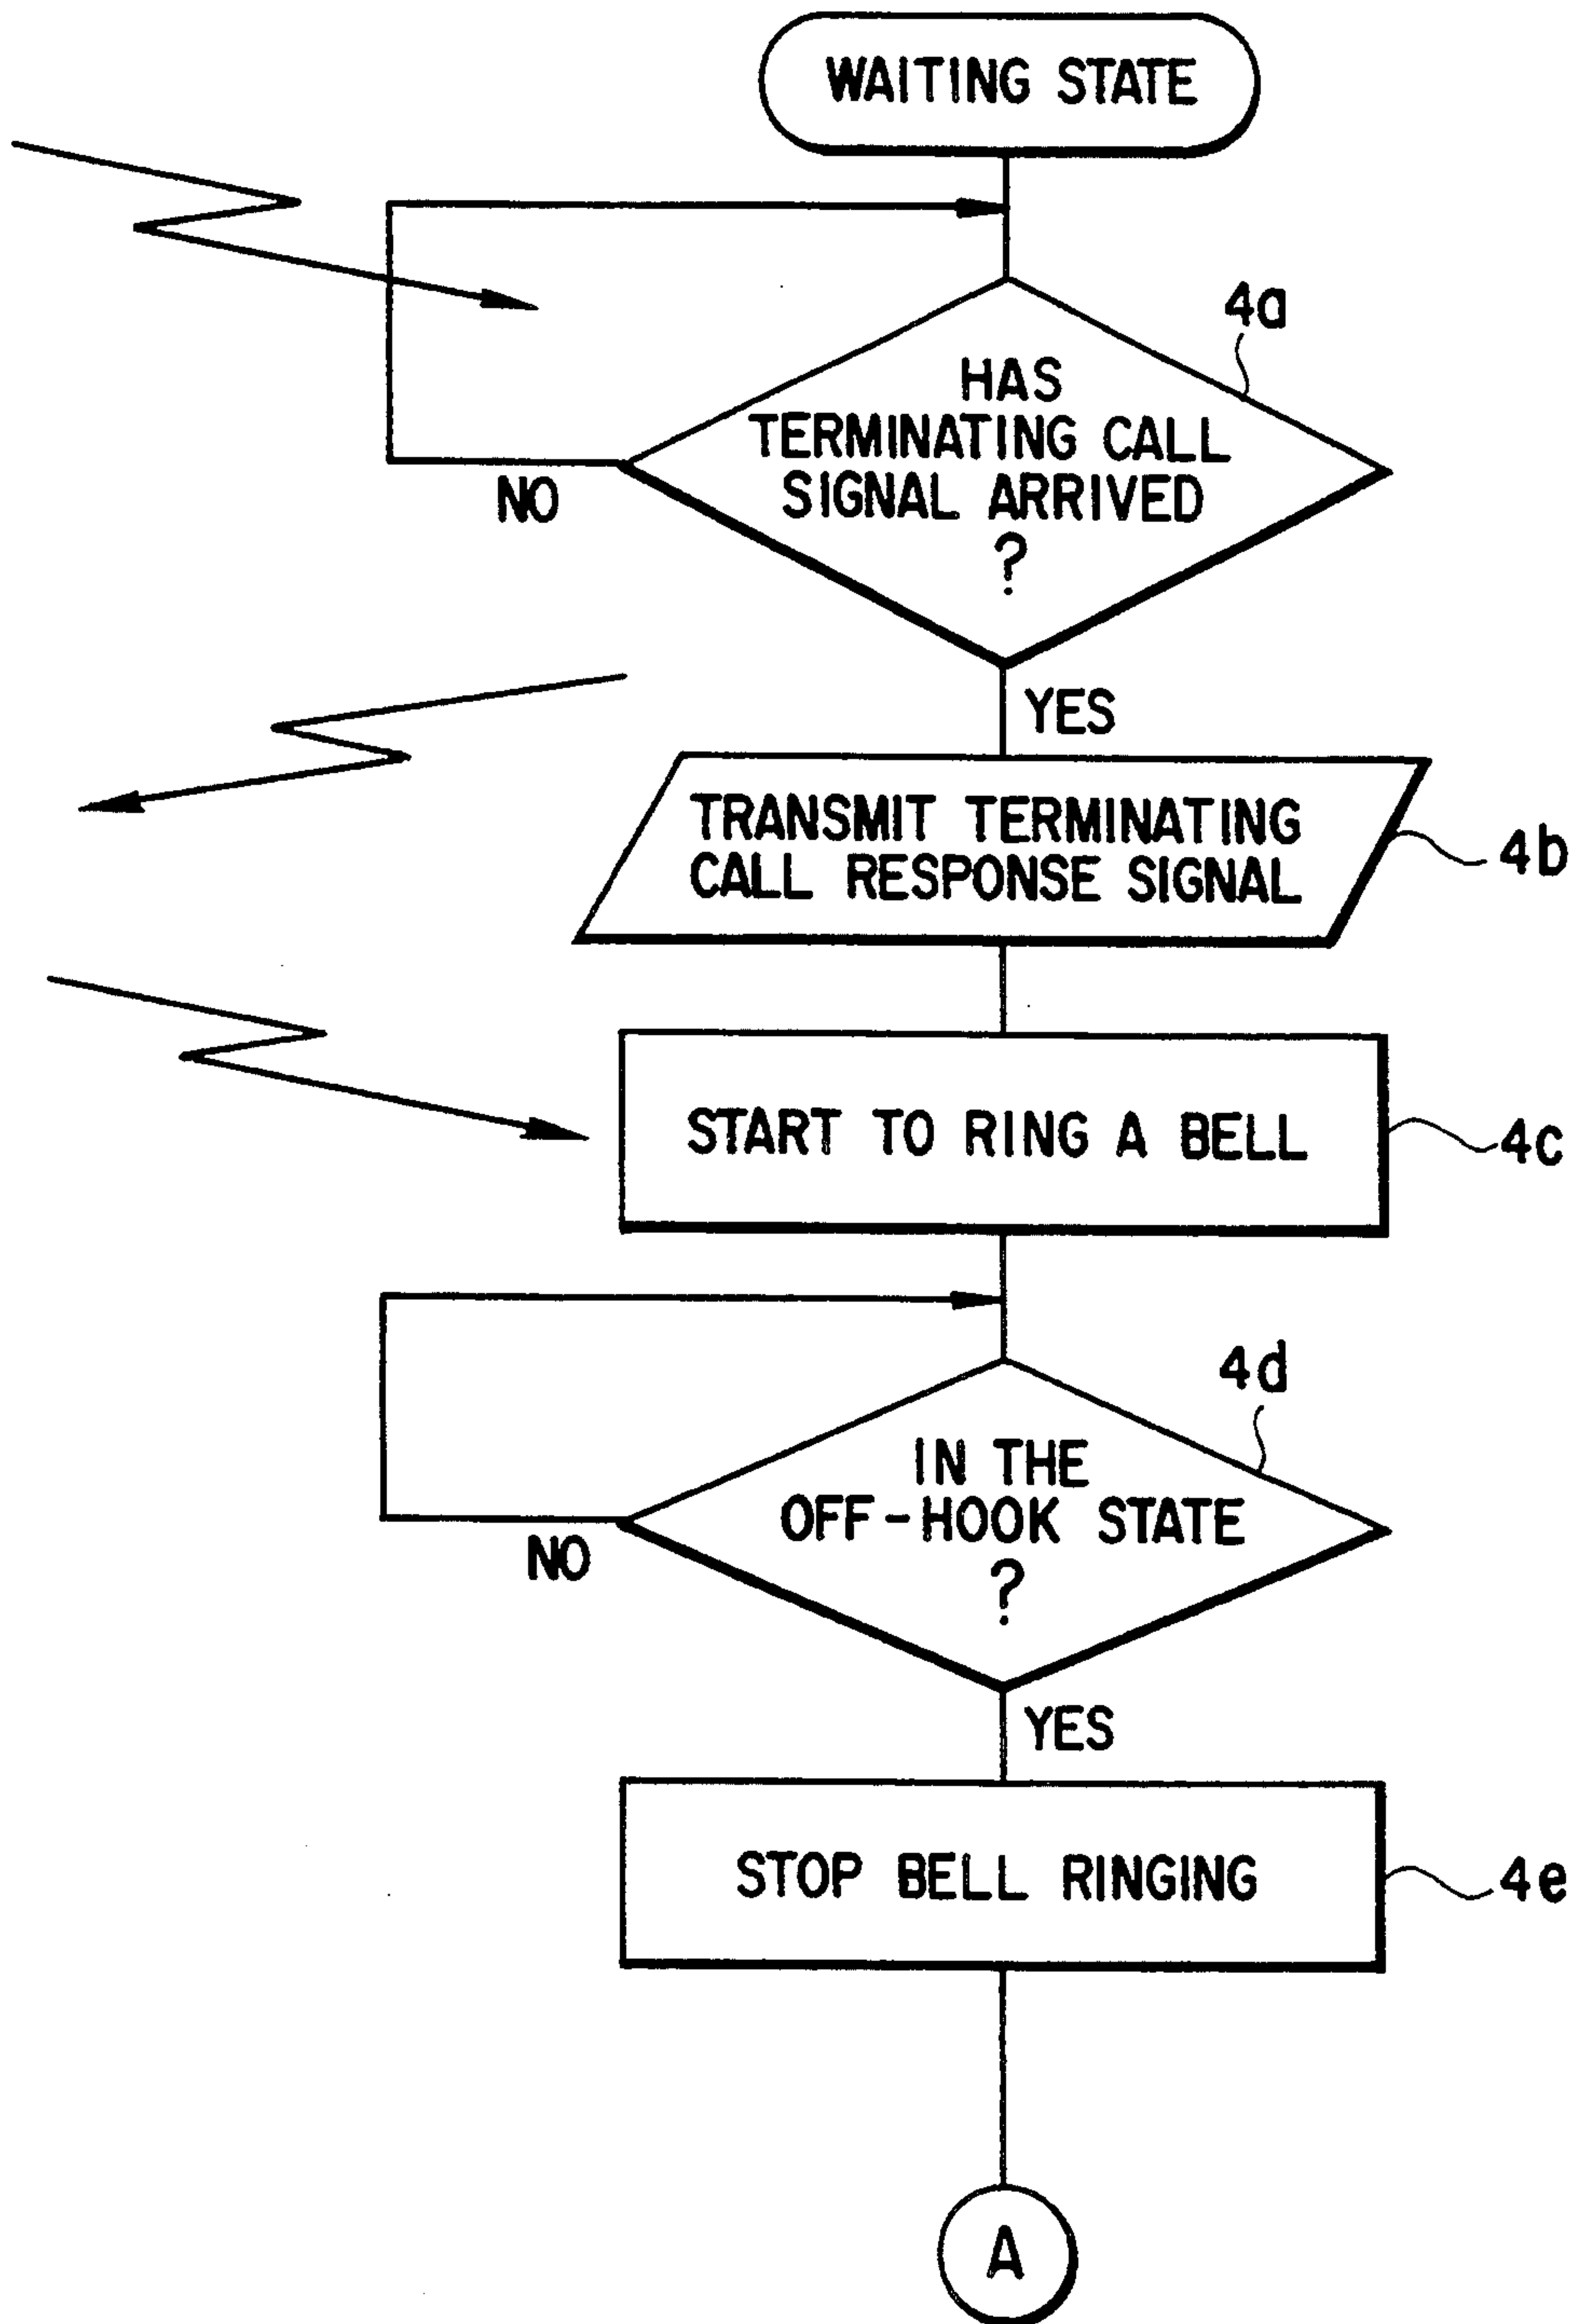 WAITING STATE
4a
HAS
TERMINATING CALL
SIGNAL ARRIVED
?
NO
YES
TRANSMIT TERMINATING
CALL RESPONSE SIGNAL
4b
START TO RING A BELL
4c
4d
IN THE
OFF-HOOK STATE
?
NO
YES
STOP BELL RINGING
4e
A